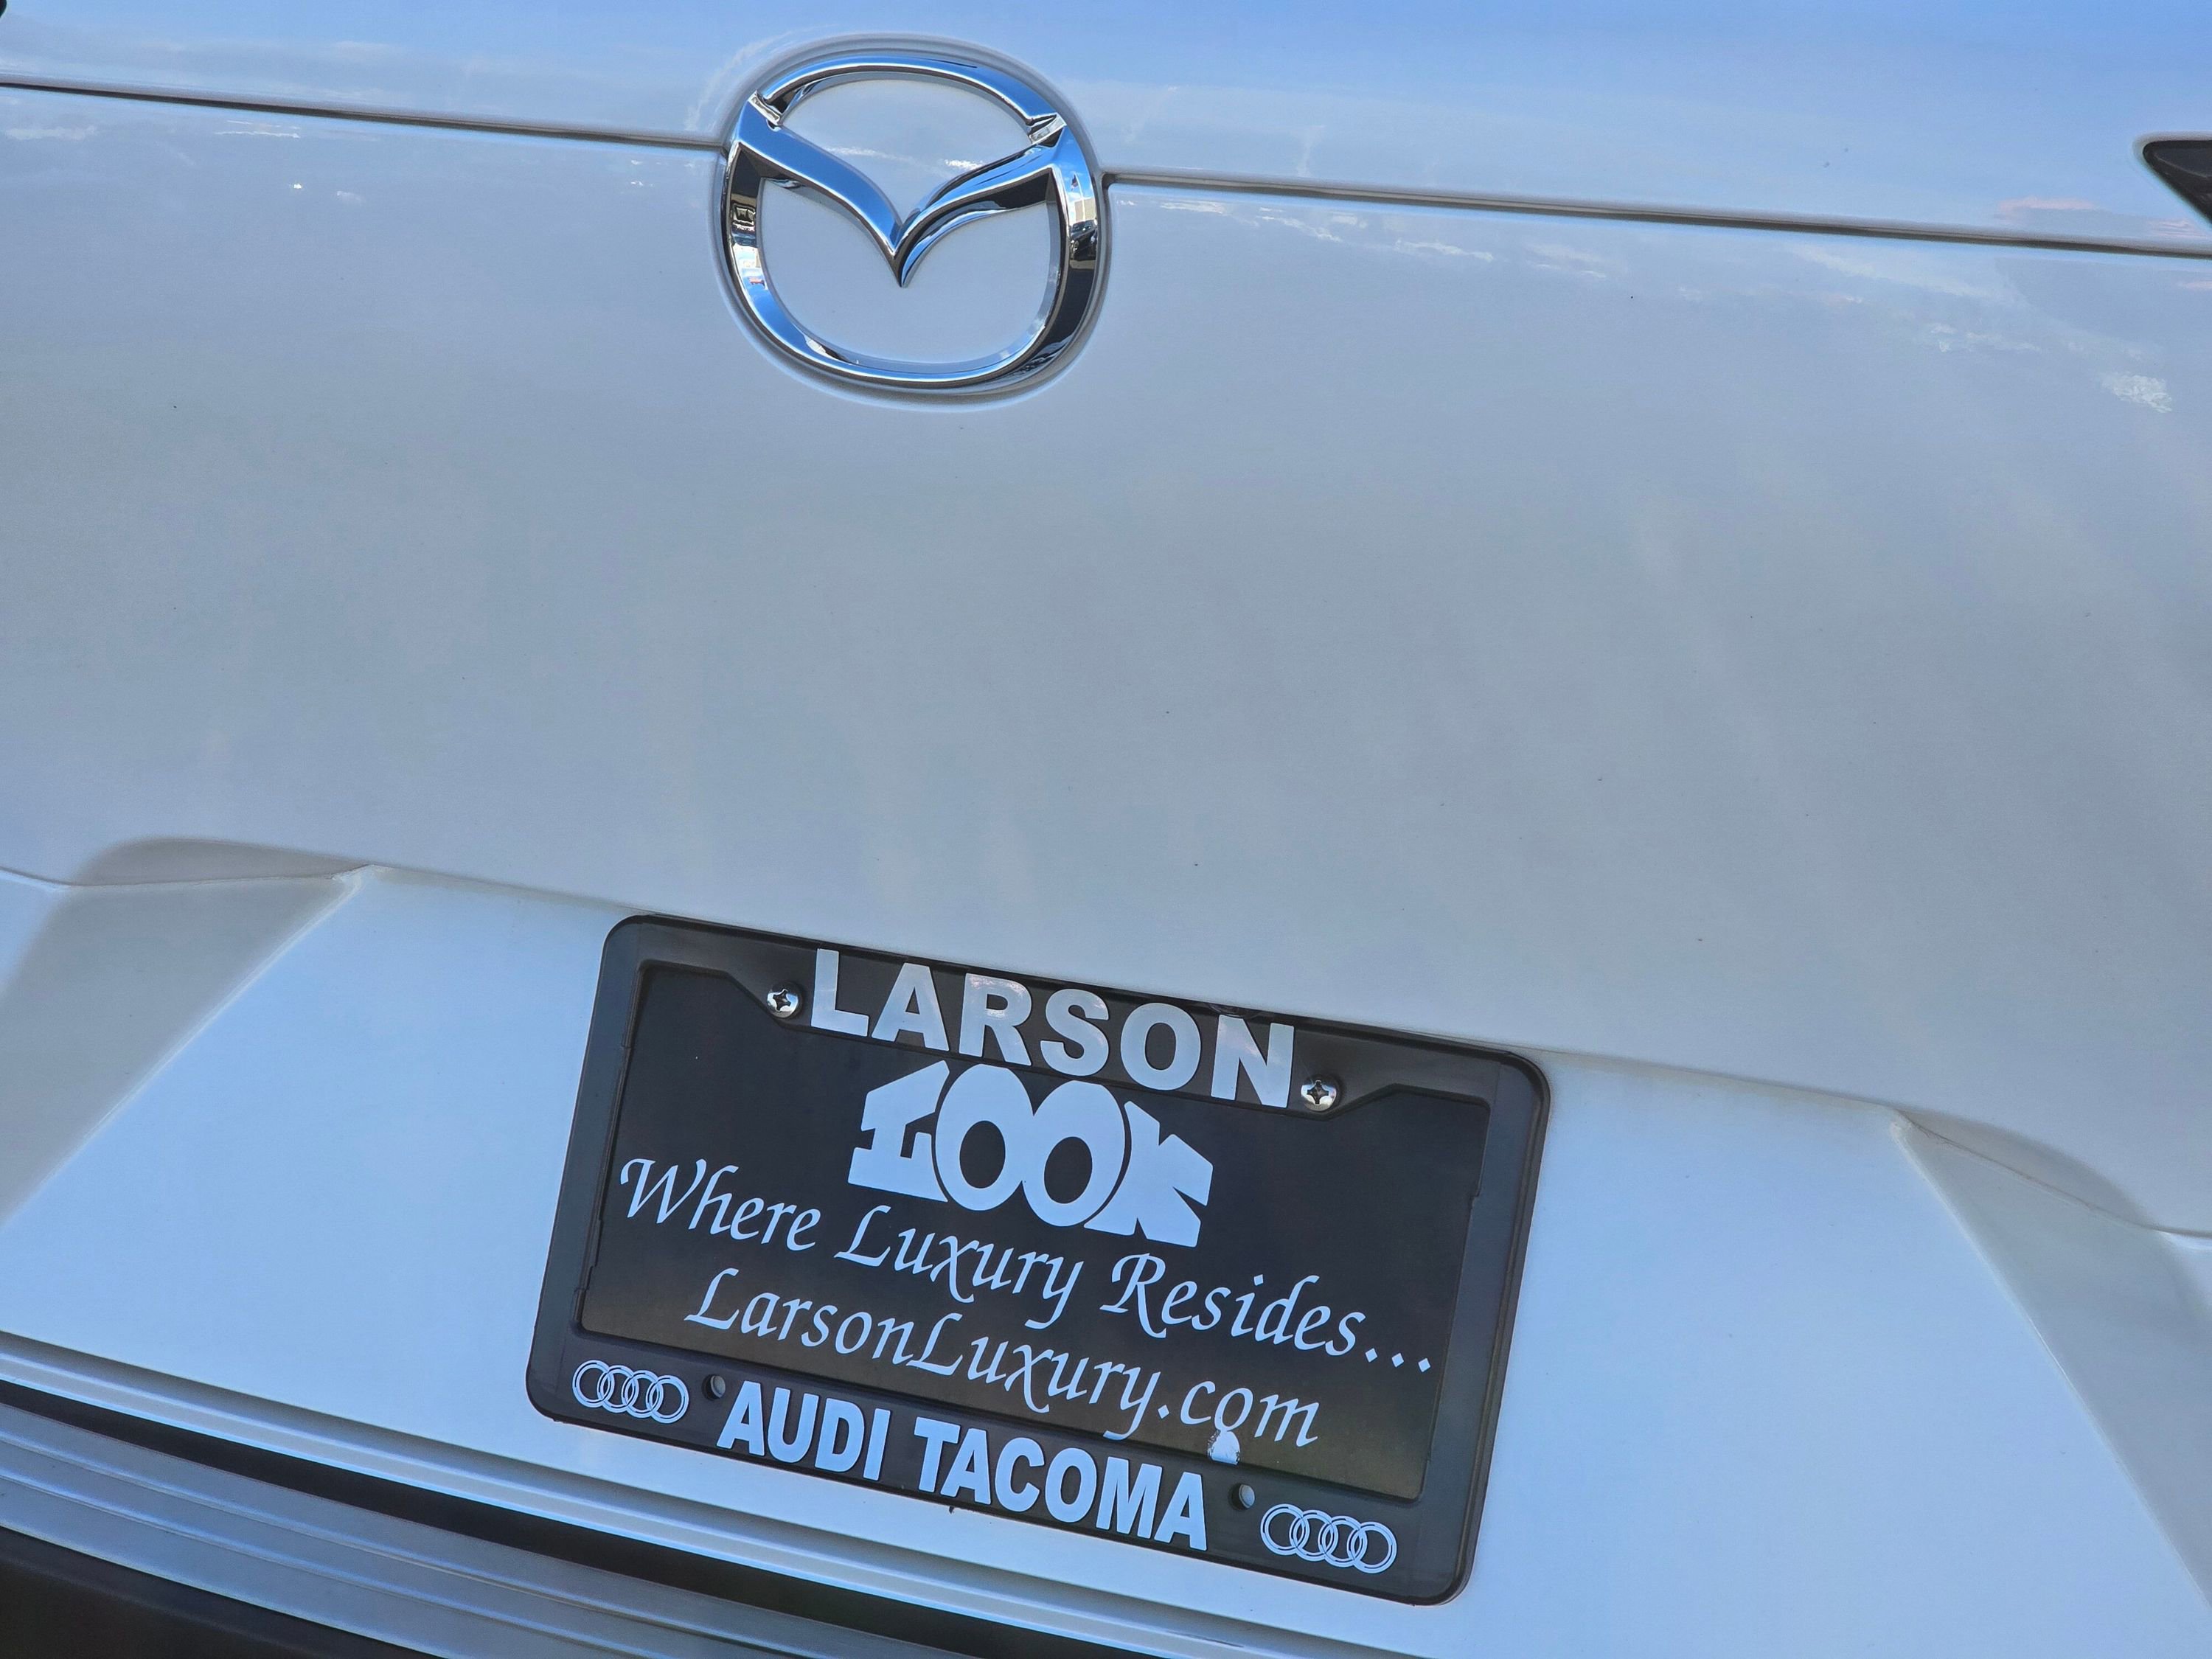 LARSON
LOOK
Where Luxury Resides...
LarsonLuxury.com
AUDI TACOMA